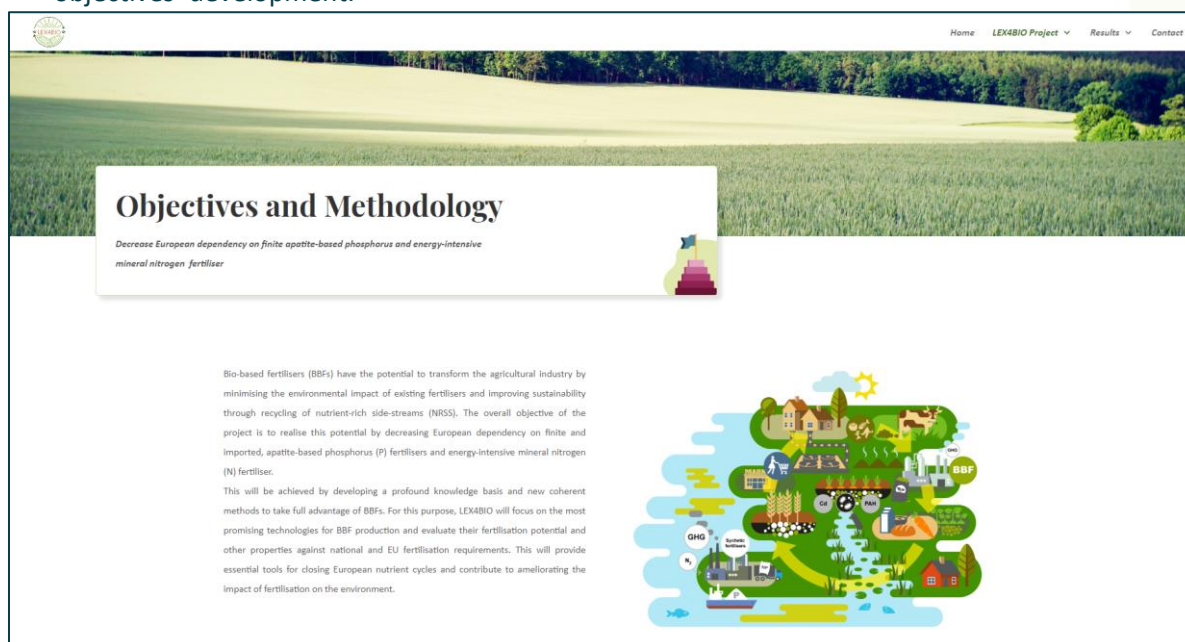 objectives' development.
LEX4BIO
Home LEX4BIO Project Results Contact
Objectives and Methodology
Decrease European dependency on finite apatite-based phosphorus and energy-intensive
mineral nitrogen fertiliser
Bio-based fertilisers (BBFs) have the potential to transform the agricultural industry by
minimising the environmental impact of existing fertilisers and improving sustainability
through recycling of nutrient-rich side-streams (NRSS). The overall objective of the
project is to realise this potential by decreasing European dependency on finite and
imported, apatite-based phosphorus (P) fertilisers and energy-intensive mineral nitrogen
(N) fertiliser.
This will be achieved by developing a profound knowledge basis and new coherent
methods to take full advantage of BBFs. For this purpose, LEX4BIO will focus on the most
promising technologies for BBF production and evaluate their fertilisation potential and
other properties against national and EU fertilisation requirements. This will provide
essential tools for closing European nutrient cycles and contribute to ameliorating the
impact of fertilisation on the environment.
GHG
BBF
Cd
PAH
GHG
Synthetic
fertilisers
N2
P